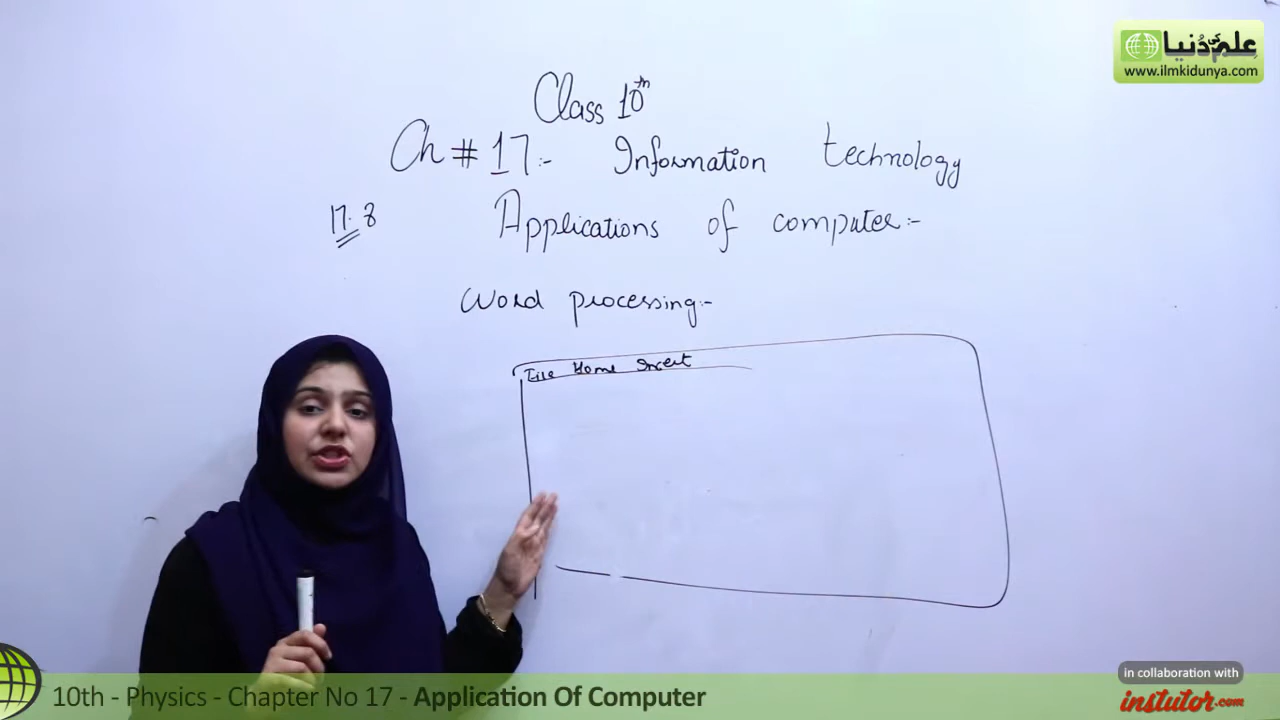 علم کی دُنیا
www.ilmkidunya.com
Class 10th
Ch # 17:- Information technology
17.8 Applications of computer:-
word processing:-
File Home Insert
in collaboration with
instutor.com
10th - Physics - Chapter No 17 - Application Of Computer